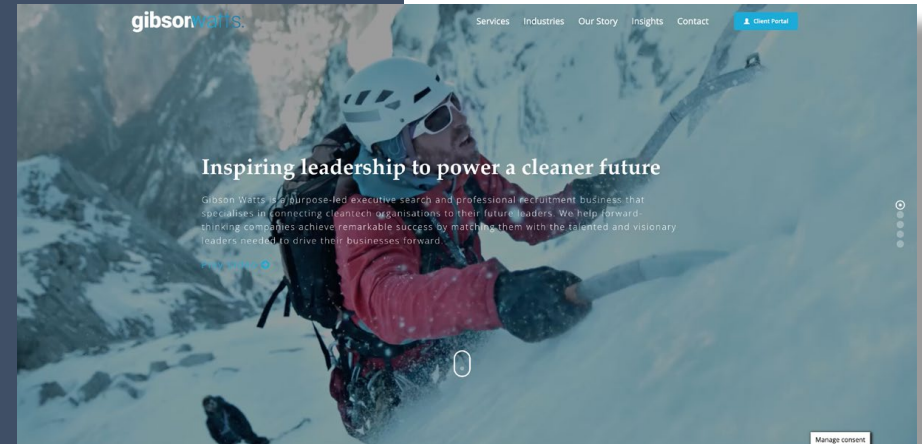 gibsonwatts.
Services Industries Our Story Insights Contact Client Portal
Inspiring leadership to power a cleaner future
Gibson Watts is a purpose-led executive search and professional recruitment business that
specialises in connecting cleantech organisations to their future leaders. We help forward-
thinking companies achieve remarkable success by matching them with the talented and visionary
leaders needed to drive their businesses forward.
Manage consent